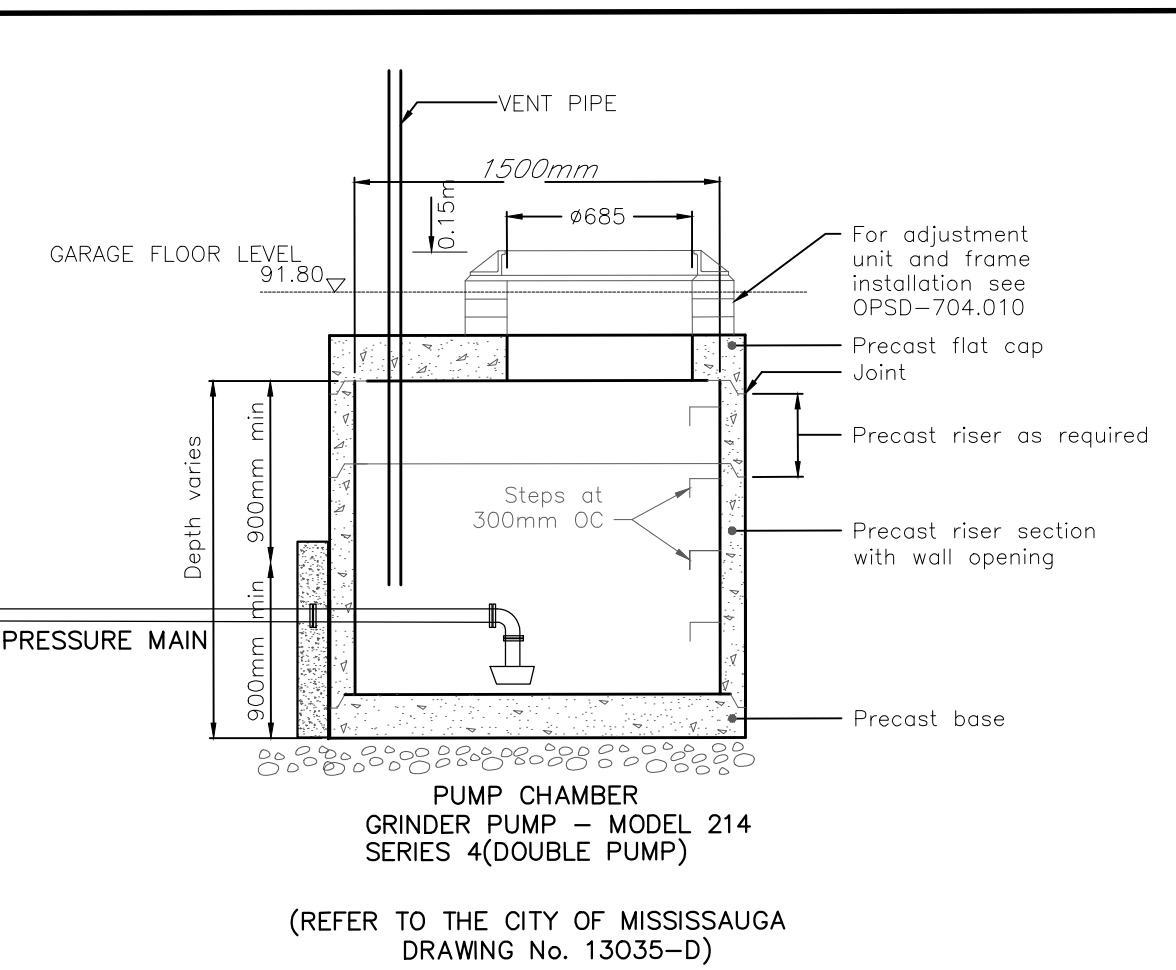 VENT PIPE
1500mm
0.15m
ø685
GARAGE FLOOR LEVEL
91.80
For adjustment
unit and frame
installation see
OPSD-704.010
Precast flat cap
Joint
Precast riser as required
Depth varies
900mm min
Steps at
300mm OC
Precast riser section
with wall opening
900mm min
PRESSURE MAIN
Precast base
PUMP CHAMBER
GRINDER PUMP - MODEL 214
SERIES 4(DOUBLE PUMP)
(REFER TO THE CITY OF MISSISSAUGA
DRAWING No. 13035-D)